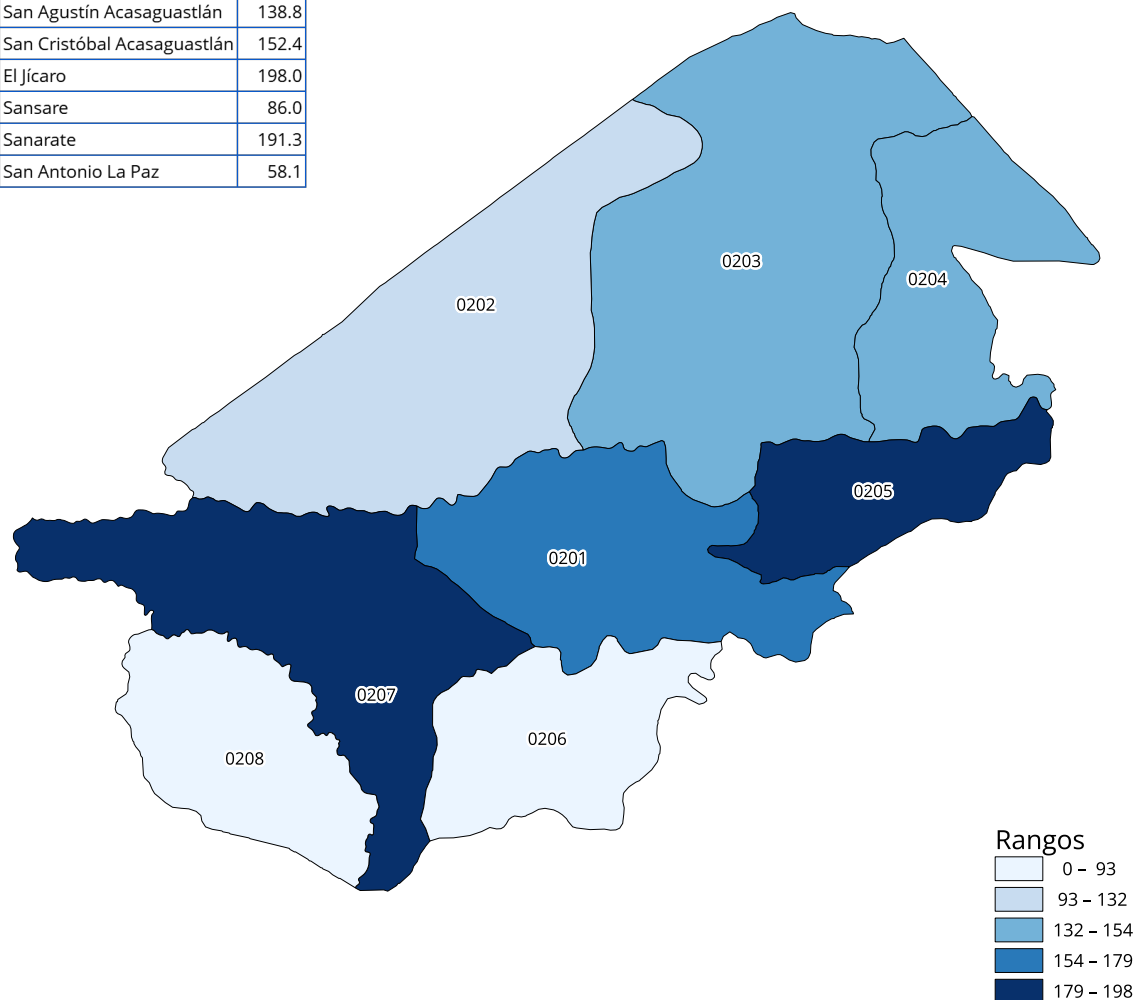 San Agustín Acasaguastlán 138.8
San Cristóbal Acasaguastlán 152.4
El Jícaro 198.0
Sansare 86.0
Sanarate 191.3
San Antonio La Paz 58.1
0203
0204
0202
0205
0201
0207
0206
0208
Rangos
0 – 93
93 – 132
132 – 154
154 – 179
179 – 198